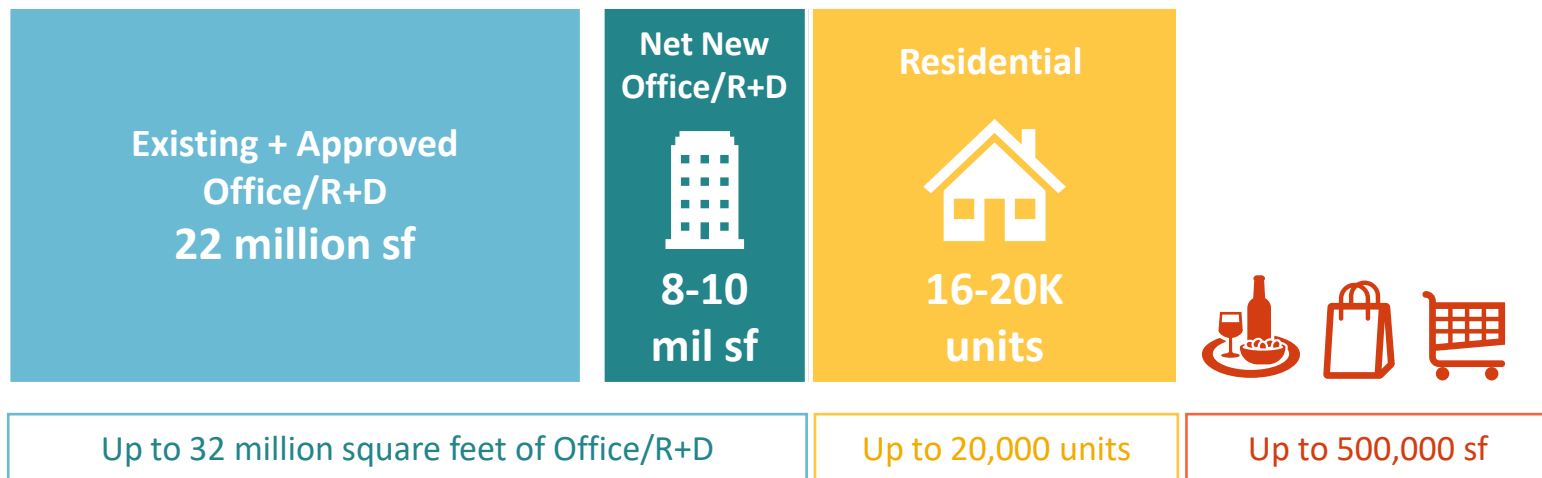 Existing + Approved
Office/R+D
22 million sf
Net New
Office/R+D
8-10
mil sf
Residential
16-20K
units
Up to 32 million square feet of Office/R+D
Up to 20,000 units
Up to 500,000 sf